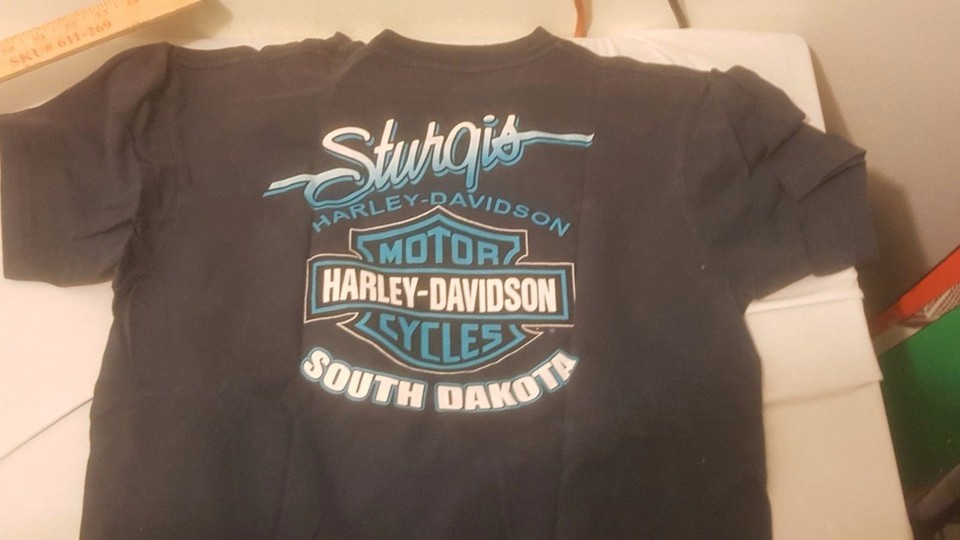 SKU# 611-269
Sturgis
HARLEY-DAVIDSON
MOTOR
HARLEY-DAVIDSON
CYCLES
SOUTH DAKOTA